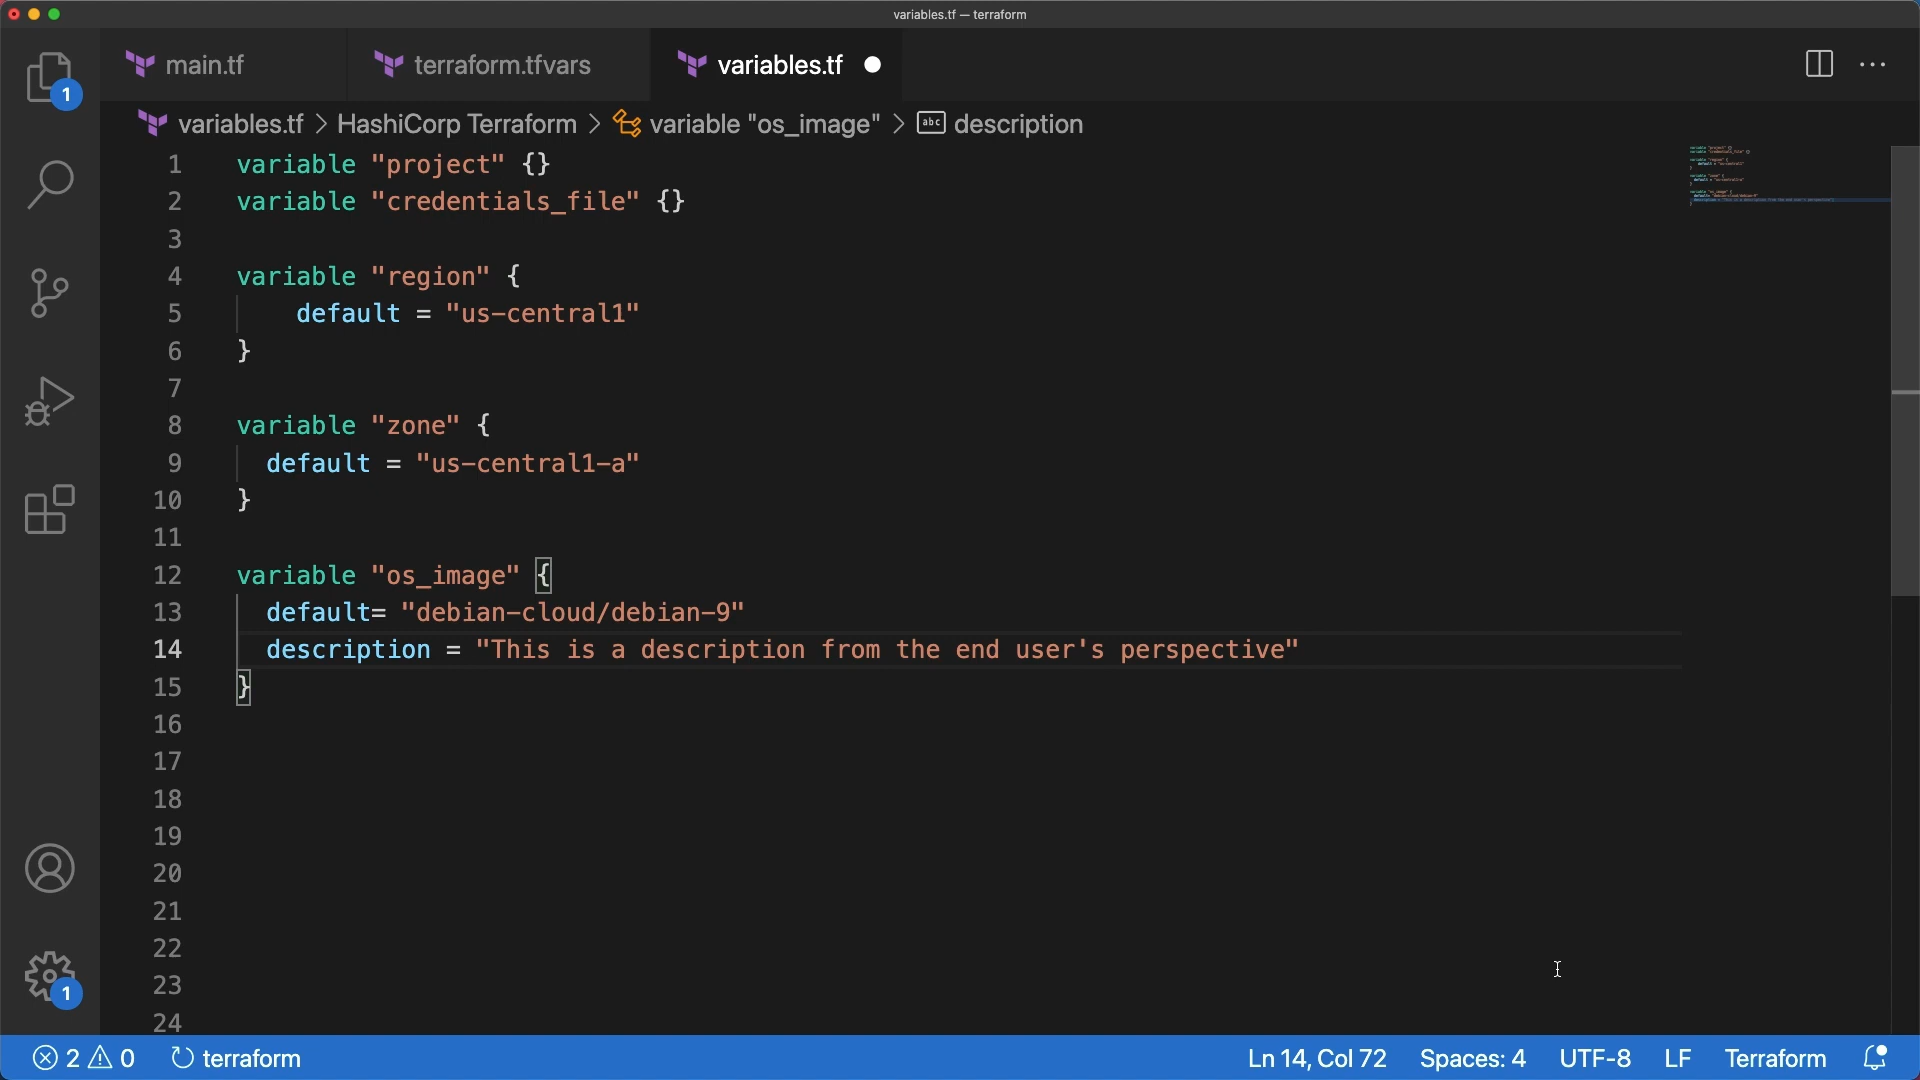 variables.tf — terraform
main.tf
terraform.tfvars
variables.tf
variables.tf > HashiCorp Terraform > variable "os_image" > abc description
1 variable "project" {}
2 variable "credentials_file" {}
3
4 variable "region" {
5 default = "us-central1"
6 }
7
8 variable "zone" {
9 default = "us-central1-a"
10 }
11
12 variable "os_image" {
13 default= "debian-cloud/debian-9"
14 description = "This is a description from the end user's perspective"
15 }
16
17
18
19
20
21
22
23
24
1
1
2 0 terraform Ln 14, Col 72 Spaces: 4 UTF-8 LF Terraform